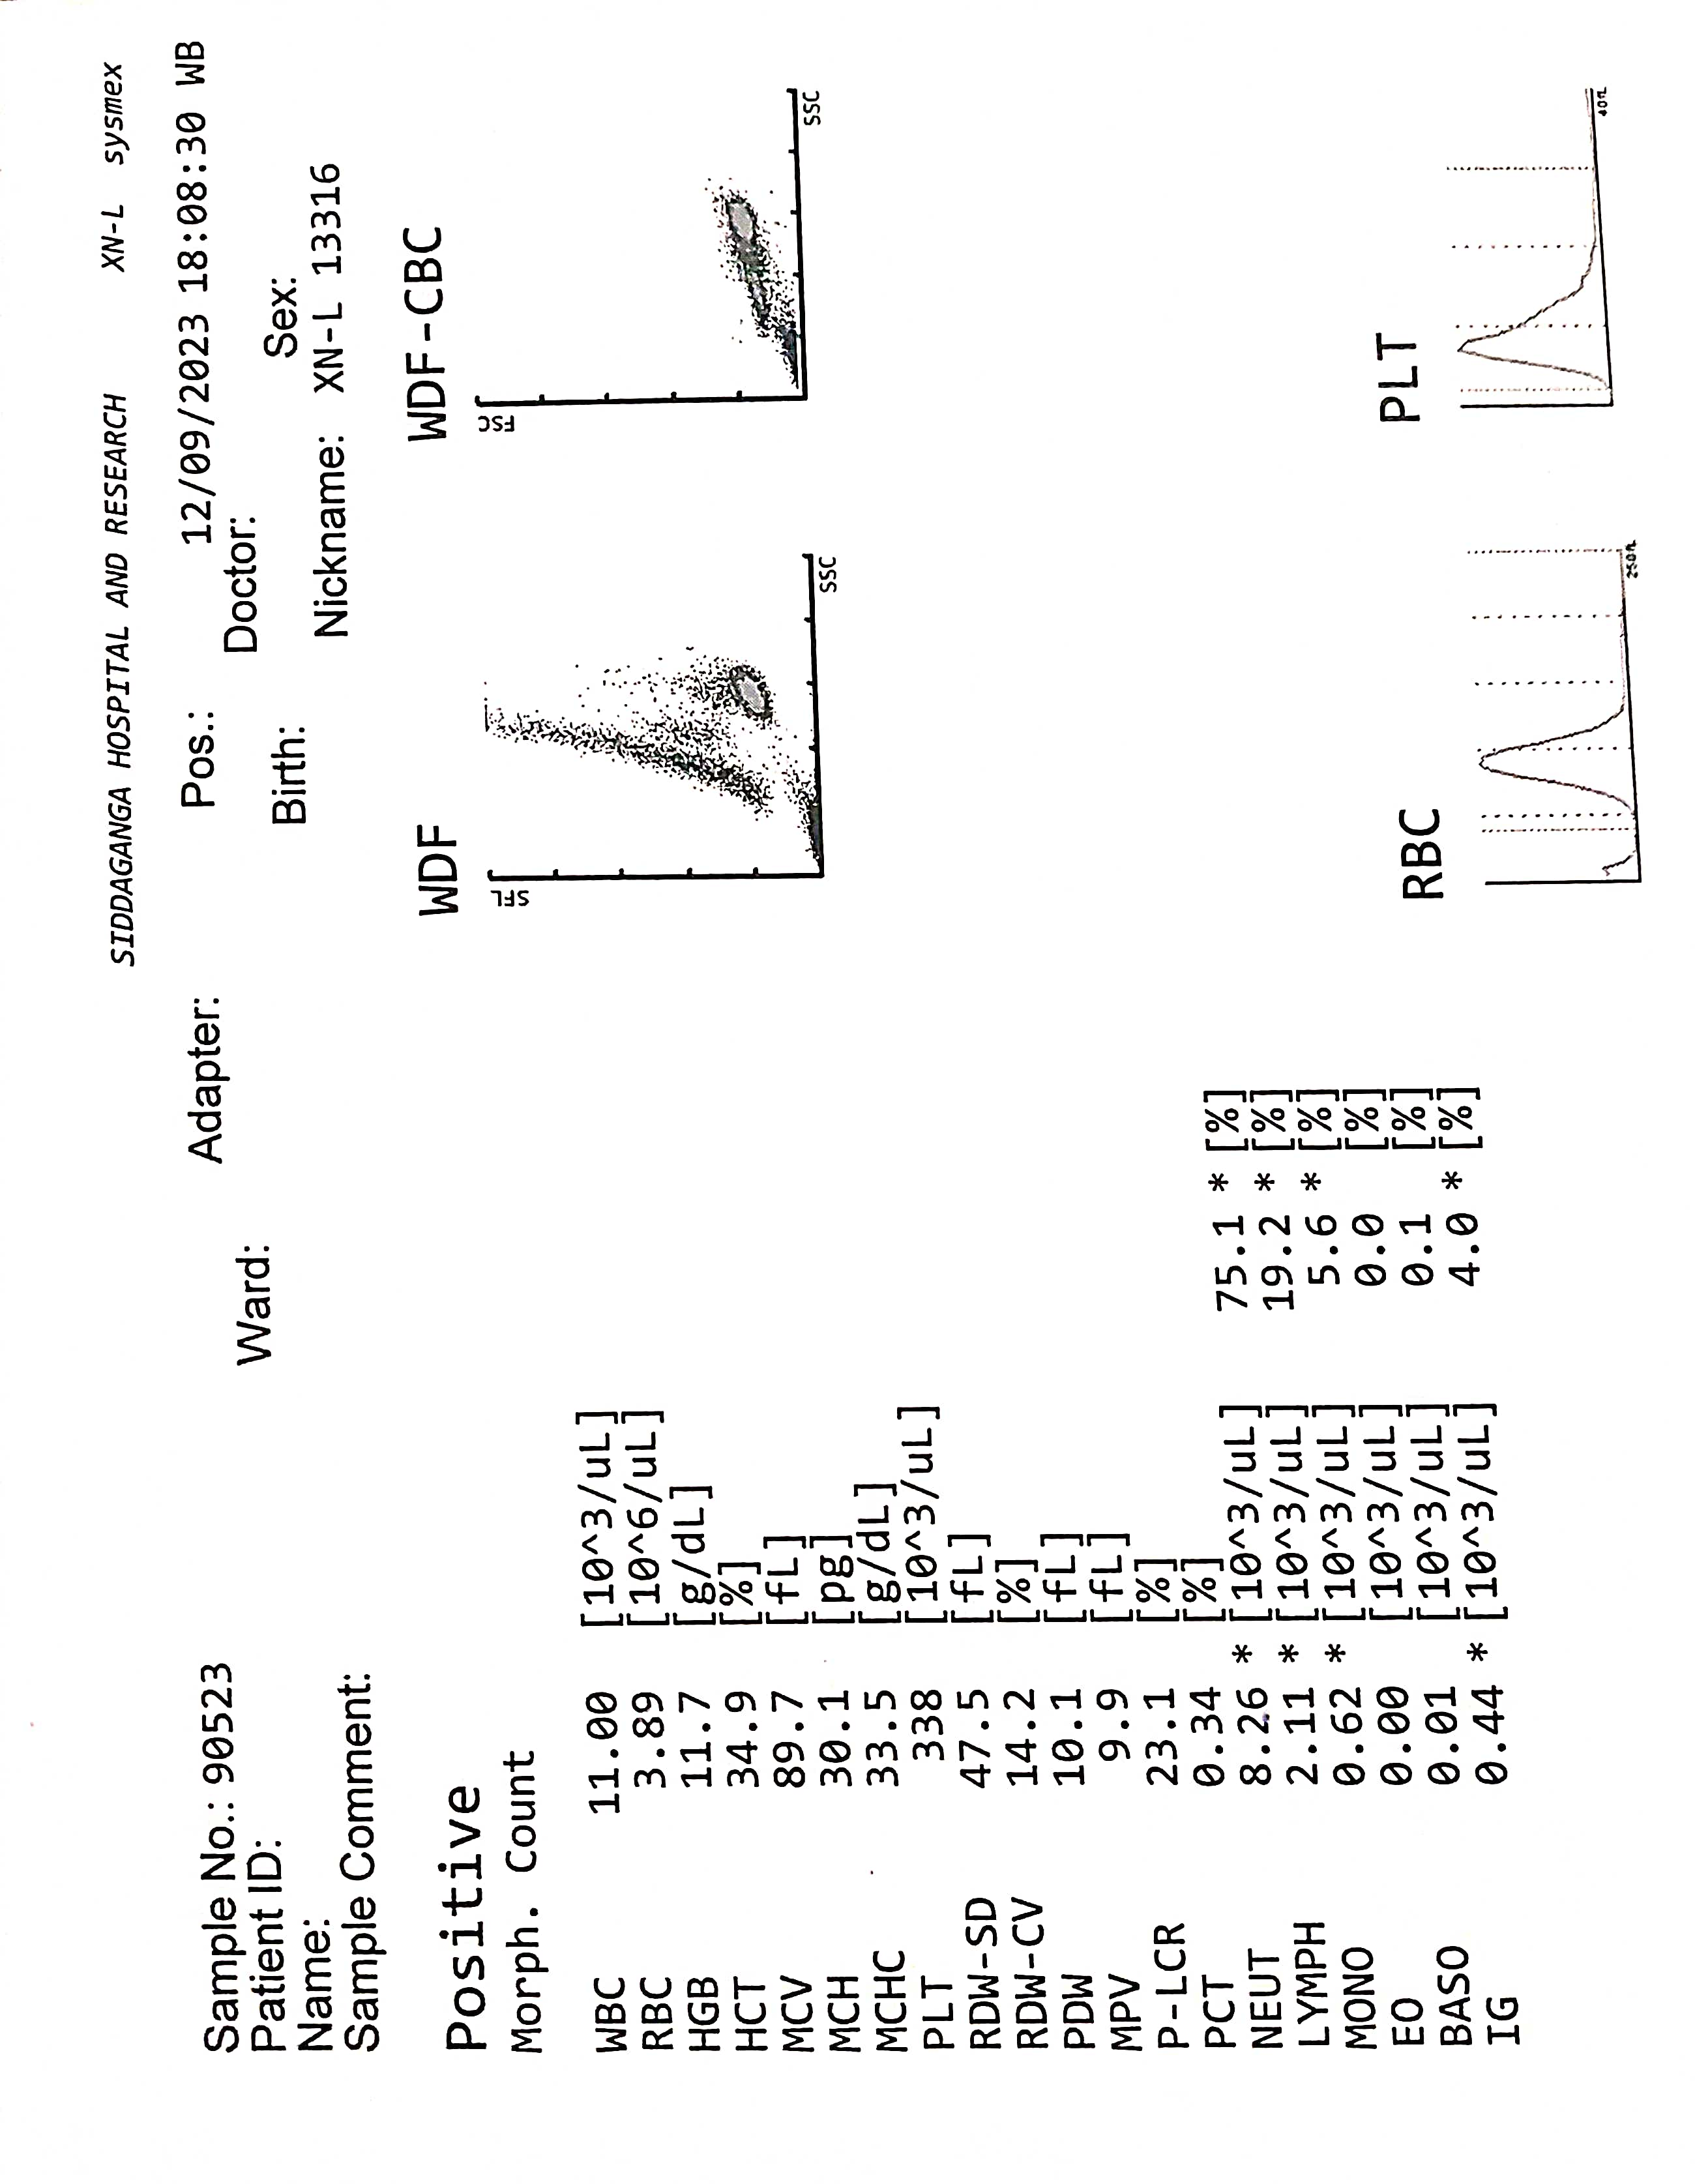 SIDDAGANGA HOSPITAL AND RESEARCH XN-L sysmex
Sample No.: 90523 Adapter: Pos.: 12/09/2023 18:08:30 WB
Patient ID: Ward: Doctor:
Name: Birth: Sex:
Sample Comment: Nickname: XN-L 13316
Positive WDF WDF-CBC
Morph. Count
SFL SSC FSC SSC
WBC 11.00 [10^3/uL]
RBC 3.89 [10^6/uL]
HGB 11.7 [g/dL]
HCT 34.9 [%]
MCV 89.7 [fL]
MCH 30.1 [pg]
MCHC 33.5 [g/dL]
PLT 338 [10^3/uL]
RDW-SD 47.5 [fL]
RDW-CV 14.2 [%]
PDW 10.1 [fL]
MPV 9.9 [fL]
P-LCR 23.1 [%]
PCT 0.34 [%]
NEUT 8.26 * [10^3/uL] 75.1 * [%]
LYMPH 2.11 * [10^3/uL] 19.2 * [%]
MONO 0.62 * [10^3/uL] 5.6 * [%]
EO 0.00 [10^3/uL] 0.0 [%]
BASO 0.01 [10^3/uL] 0.1 [%]
IG 0.44 * [10^3/uL] 4.0 * [%]
RBC PLT
250fL 40fL